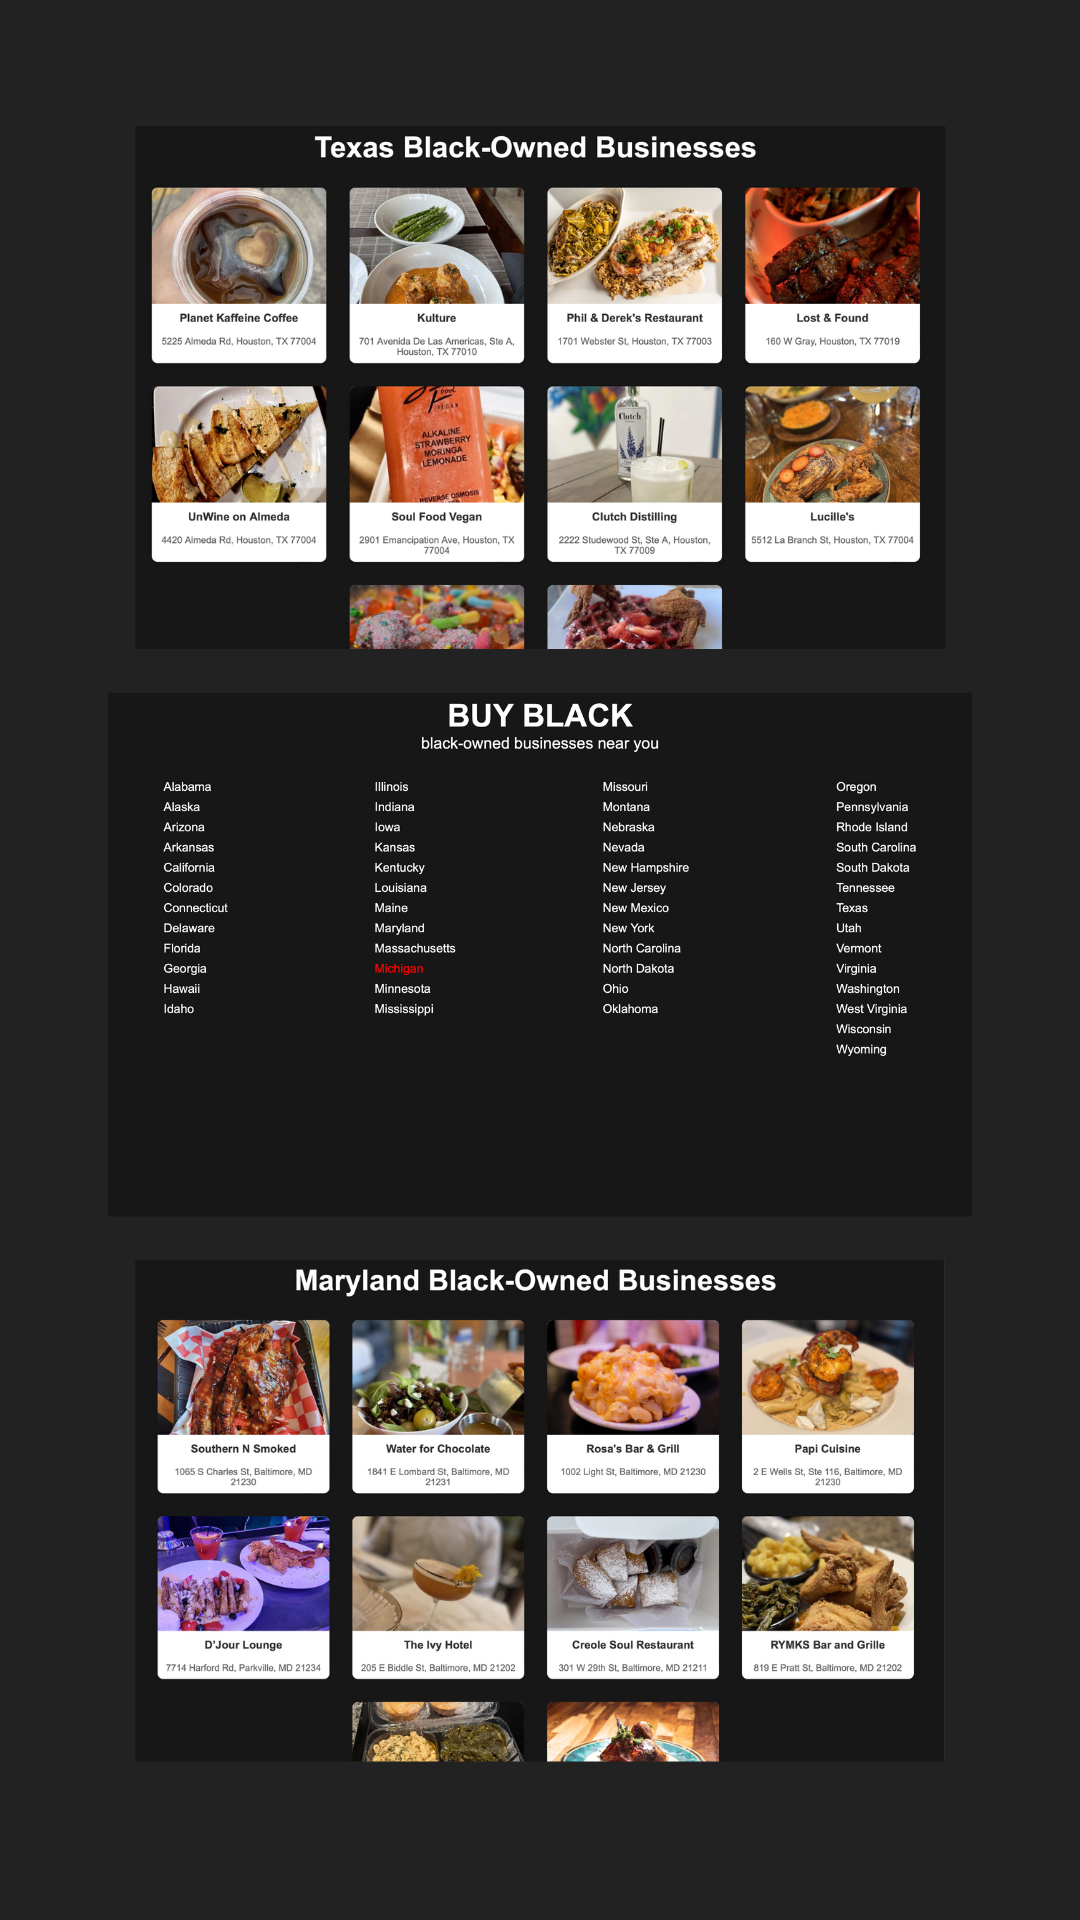 Texas Black-Owned Businesses
Planet Kaffeine Coffee
5225 Almeda Rd, Houston, TX 77004
Kulture
701 Avenida De Las Americas, Ste A,
Houston, TX 77010
Phil & Derek's Restaurant
1701 Webster St, Houston, TX 77003
Lost & Found
160 W Gray, Houston, TX 77019
VEGAN
ALKALINE
STRAWBERRY
MORINGA
LEMONADE
REVERSE OSMOSIS
Clutch
UnWine on Almeda
4420 Almeda Rd, Houston, TX 77004
Soul Food Vegan
2901 Emancipation Ave, Houston, TX
77004
Clutch Distilling
2222 Studewood St, Ste A, Houston,
TX 77009
Lucille's
5512 La Branch St, Houston, TX 77004
BUY BLACK
black-owned businesses near you
Alabama
Alaska
Arizona
Arkansas
California
Colorado
Connecticut
Delaware
Florida
Georgia
Hawaii
Idaho
Illinois
Indiana
Iowa
Kansas
Kentucky
Louisiana
Maine
Maryland
Massachusetts
Michigan
Minnesota
Mississippi
Missouri
Montana
Nebraska
Nevada
New Hampshire
New Jersey
New Mexico
New York
North Carolina
North Dakota
Ohio
Oklahoma
Oregon
Pennsylvania
Rhode Island
South Carolina
South Dakota
Tennessee
Texas
Utah
Vermont
Virginia
Washington
West Virginia
Wisconsin
Wyoming
Maryland Black-Owned Businesses
Southern N Smoked
1065 S Charles St, Baltimore, MD
21230
Water for Chocolate
1841 E Lombard St, Baltimore, MD
21231
Rosa's Bar & Grill
1002 Light St, Baltimore, MD 21230
Papi Cuisine
2 E Wells St, Ste 116, Baltimore, MD
21230
D'Jour Lounge
7714 Harford Rd, Parkville, MD 21234
The Ivy Hotel
205 E Biddle St, Baltimore, MD 21202
Creole Soul Restaurant
301 W 29th St, Baltimore, MD 21211
RYMKS Bar and Grille
819 E Pratt St, Baltimore, MD 21202